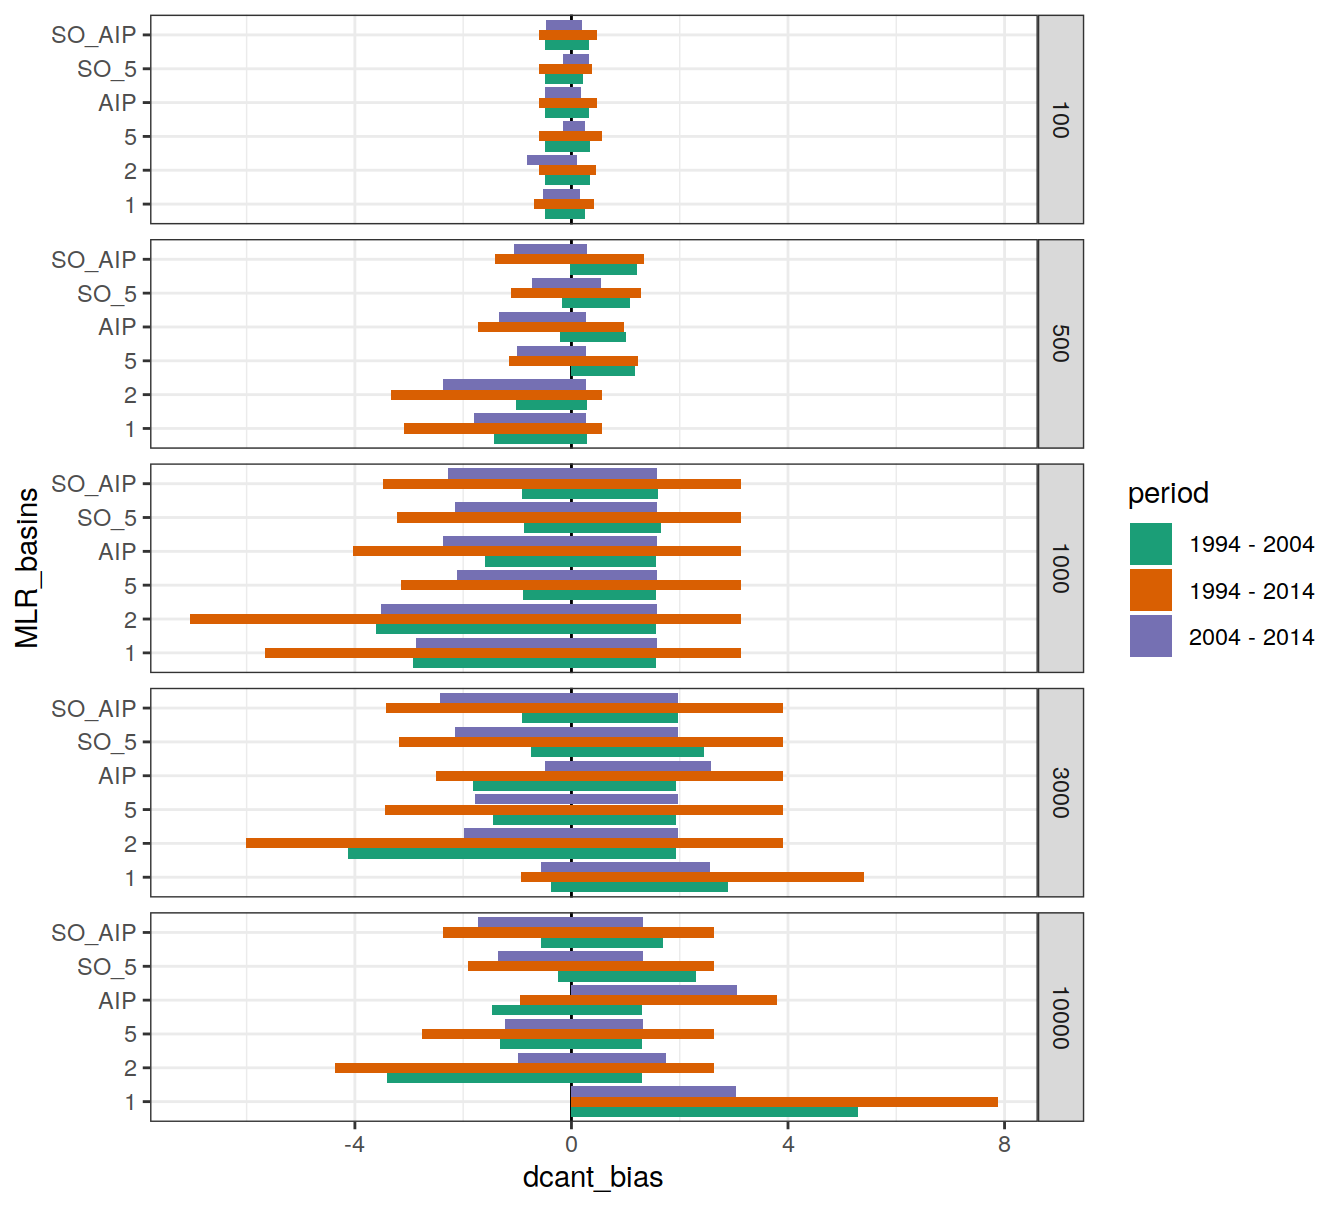 SO_AIP
SO_5
AIP
5
2
1
100
SO_AIP
SO_5
AIP
5
2
1
500
SO_AIP
SO_5
AIP
5
2
1
1000
SO_AIP
SO_5
AIP
5
2
1
3000
SO_AIP
SO_5
AIP
5
2
1
10000
-4 0 4 8
dcant_bias
MLR_basins
period
1994 - 2004
1994 - 2014
2004 - 2014